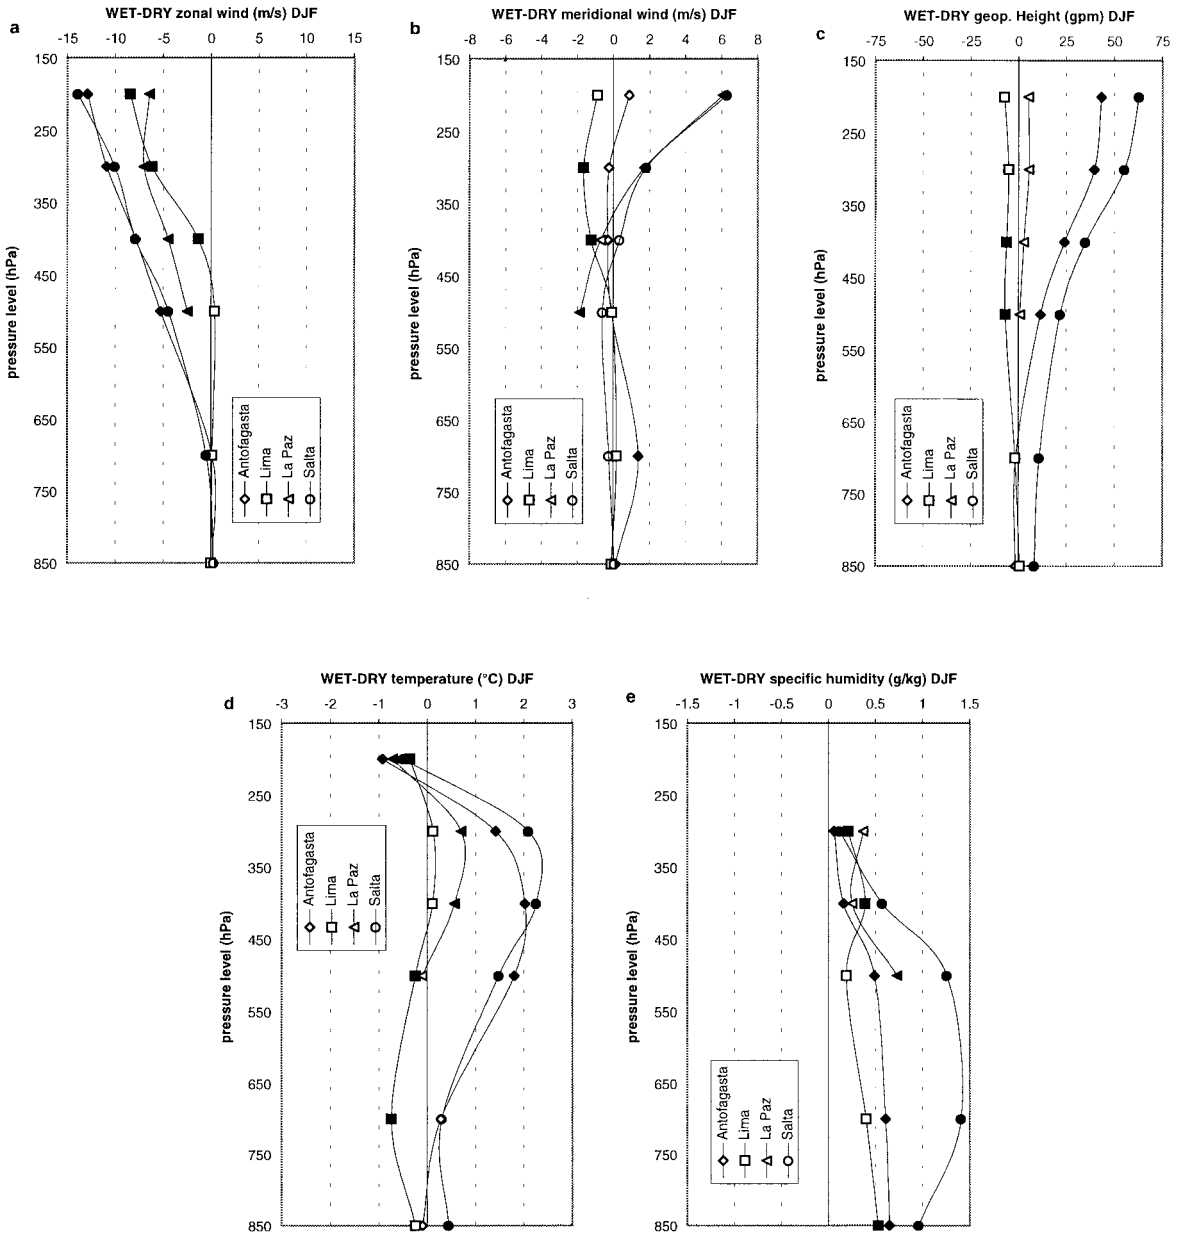 WET-DRY zonal wind (m/s) DJF
a
-15 -10 -5 0 5 10 15
150
250
350
450
550
650
750
850
pressure level (hPa)
Antofagasta
Lima
La Paz
Salta
WET-DRY meridional wind (m/s) DJF
b
-8 -6 -4 -2 0 2 4 6 8
150
250
350
450
550
650
750
850
pressure level (hPa)
Antofagasta
Lima
La Paz
Salta
WET-DRY geop. Height (gpm) DJF
c
-75 -50 -25 0 25 50 75
150
250
350
450
550
650
750
850
pressure level (hPa)
Antofagasta
Lima
La Paz
Salta
WET-DRY temperature (°C) DJF
d
-3 -2 -1 0 1 2 3
150
250
350
450
550
650
750
850
pressure level (hPa)
Antofagasta
Lima
La Paz
Salta
WET-DRY specific humidity (g/kg) DJF
e
-1.5 -1 -0.5 0 0.5 1 1.5
150
250
350
450
550
650
750
850
pressure level (hPa)
Antofagasta
Lima
La Paz
Salta